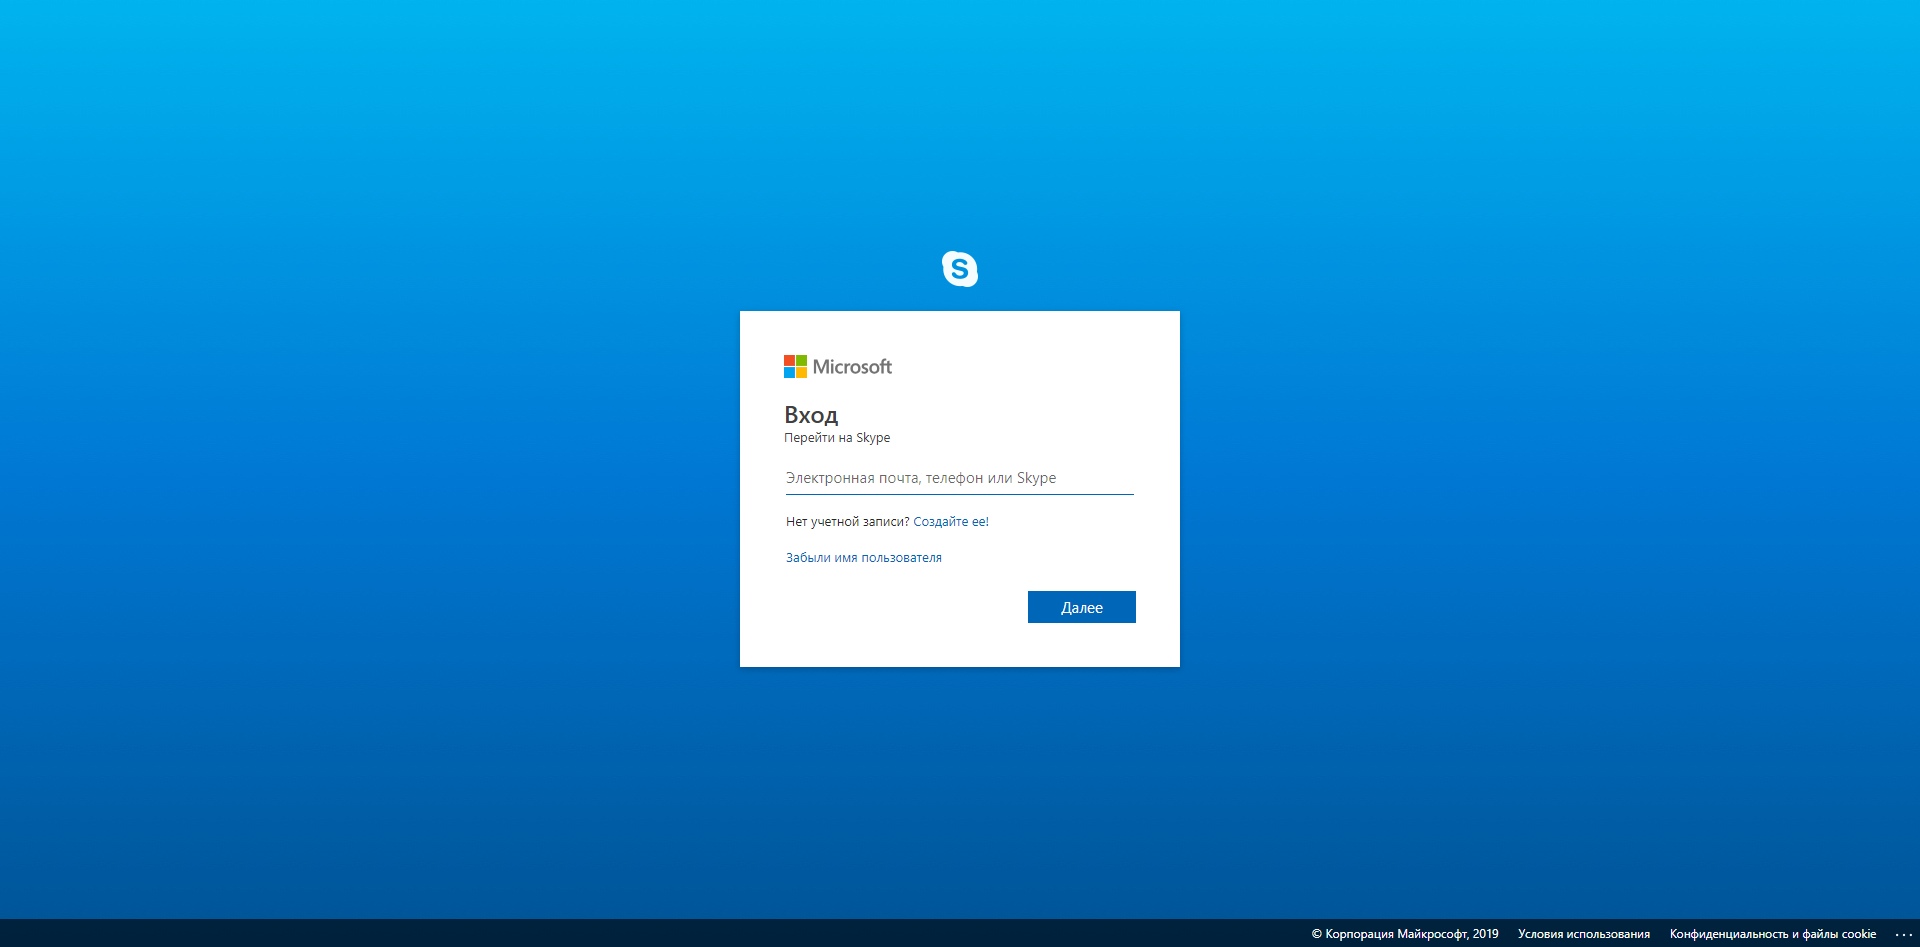 S
Microsoft
Вход
Перейти на Skype
Электронная почта, телефон или Skype
Нет учетной записи? Создайте ее!
Забыли имя пользователя
Далее
© Корпорация Майкрософт, 2019 Условия использования Конфиденциальность и файлы cookie ...